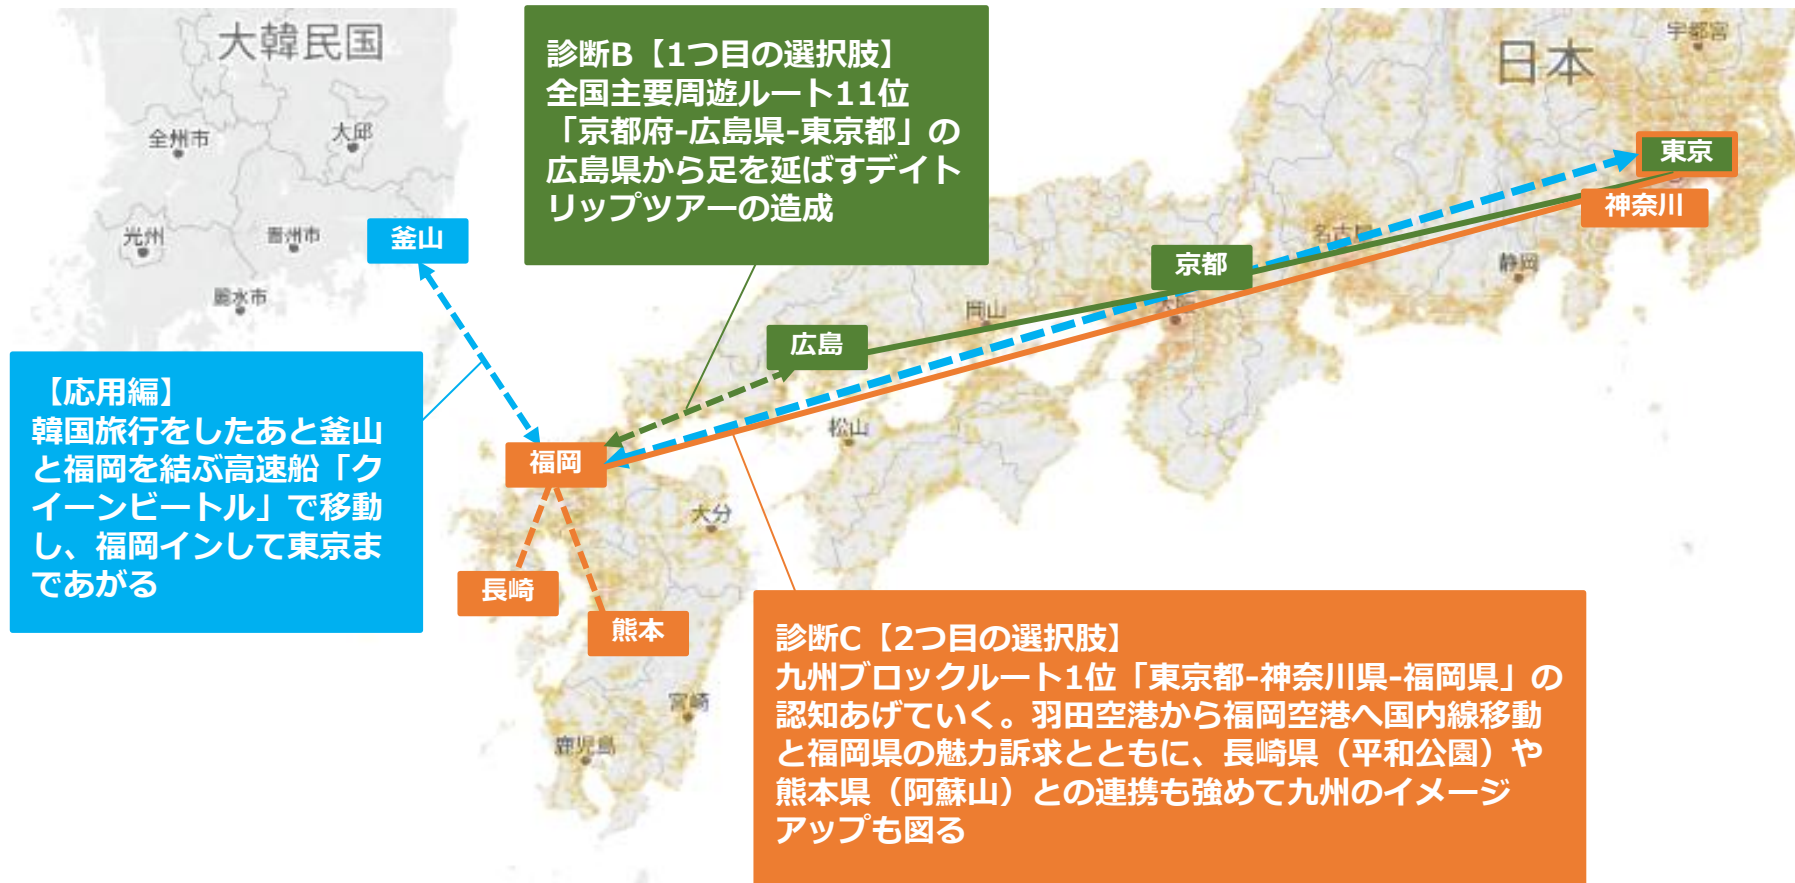 大韓民国
全州市
大邱
光州
晋州市
麗水市
釜山
診断B【1つ目の選択肢】
全国主要周遊ルート11位
「京都府-広島県-東京都」の
広島県から足を延ばすデイト
リップツアーの造成
日本
宇都宮
東京
神奈川
名古屋
静岡
京都
岡山
広島
松山
【応用編】
韓国旅行をしたあと釜山
と福岡を結ぶ高速船「ク
イーンビートル」で移動
し、福岡インして東京ま
であがる
福岡
大分
長崎
熊本
宮崎
鹿児島
診断C【2つ目の選択肢】
九州ブロックルート1位「東京都-神奈川県-福岡県」の
認知あげていく。羽田空港から福岡空港へ国内線移動
と福岡県の魅力訴求とともに、長崎県（平和公園）や
熊本県（阿蘇山）との連携も強めて九州のイメージ
アップも図る